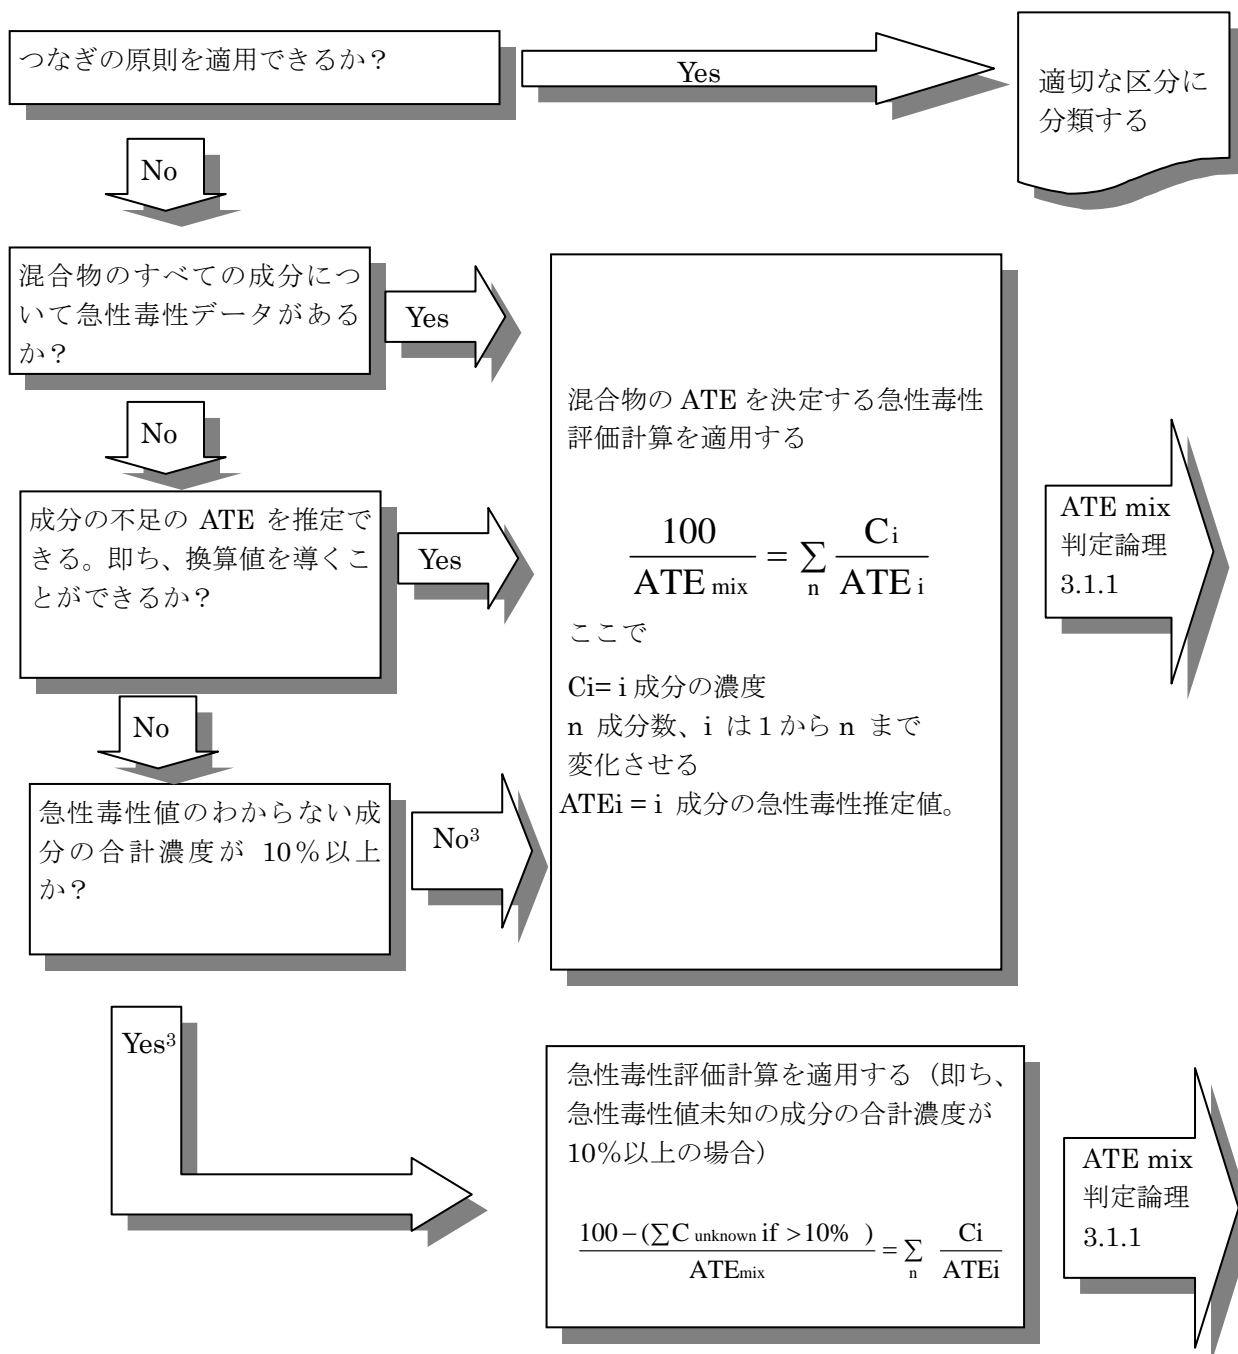 つなぎの原則を適用できるか？
Yes
適切な区分に
分類する
No
混合物のすべての成分につ
いて急性毒性データがある
か？
Yes
No
成分の不足の ATE を推定で
きる。即ち、換算値を導くこ
とができるか？
Yes
No
急性毒性値のわからない成
分の合計濃度が 10％以上
か？
No³
混合物の ATE を決定する急性毒性
評価計算を適用する
100 / ATE mix = ∑ n Ci / ATE i
ここで
Ci= i 成分の濃度
n 成分数、i は１から n まで
変化させる
ATEi = i 成分の急性毒性推定値。
ATE mix
判定論理
3.1.1
Yes³
急性毒性評価計算を適用する（即ち、
急性毒性値未知の成分の合計濃度が
10％以上の場合）
100 − (∑C unknown if >10% ) / ATEmix = ∑ n Ci / ATEi
ATE mix
判定論理
3.1.1